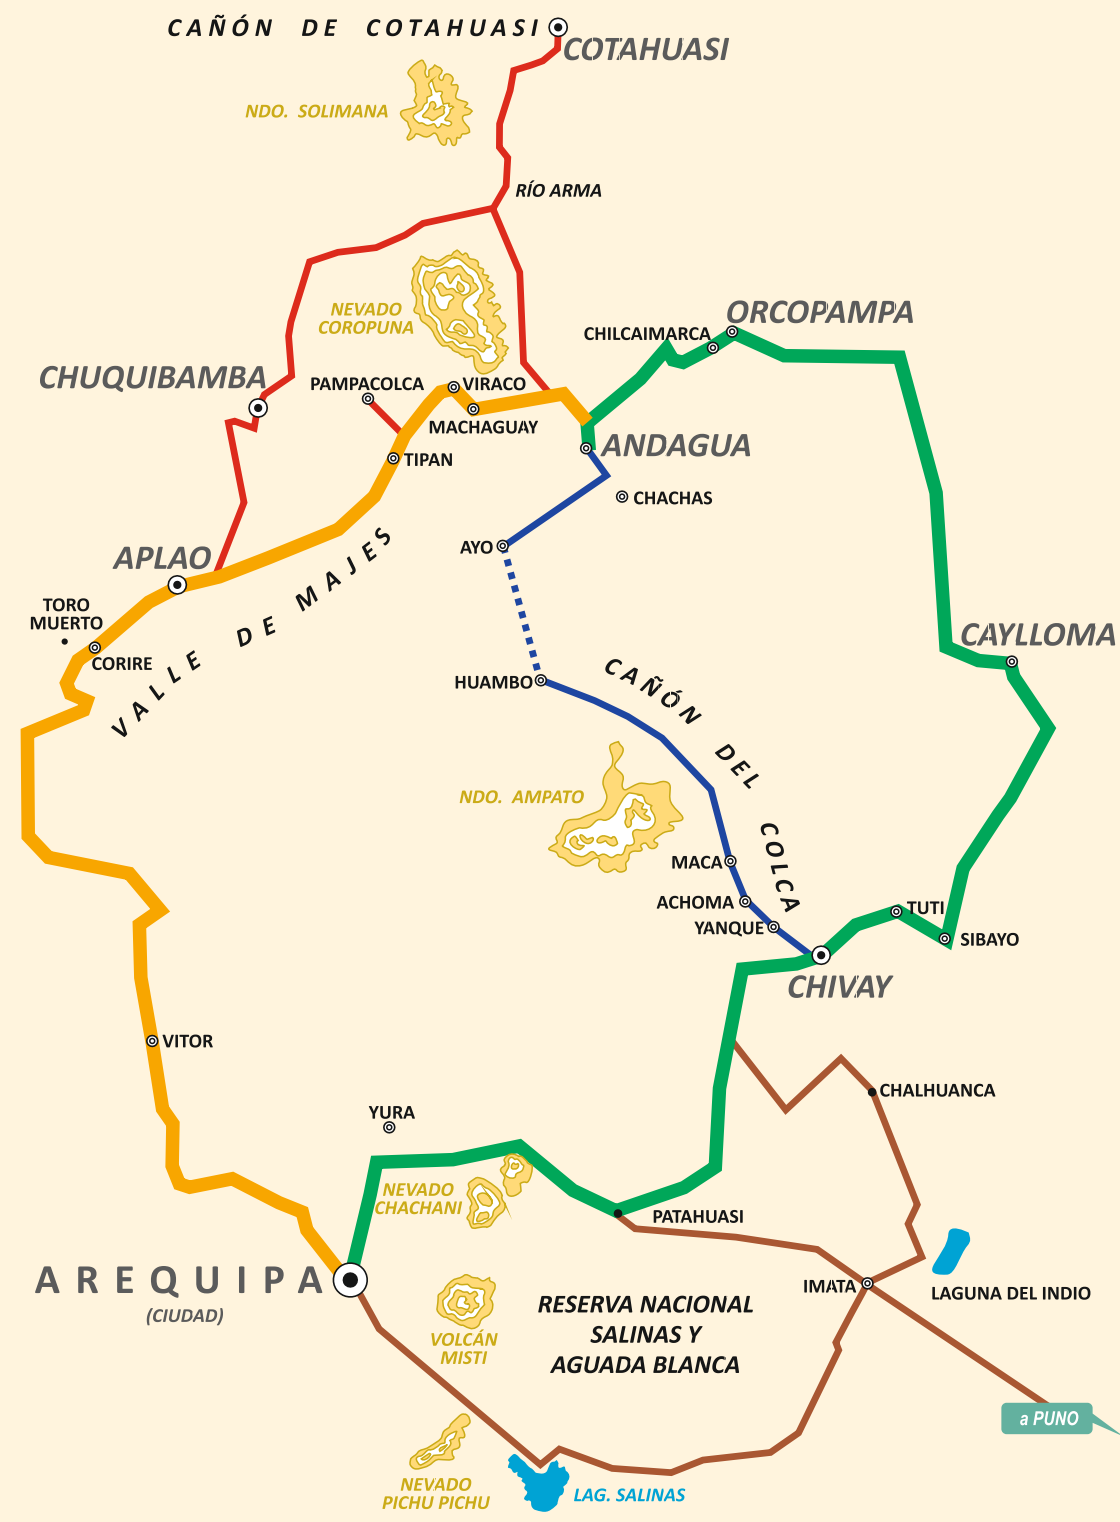 CAÑÓN DE COTAHUASI
COTAHUASI
NDO. SOLIMANA
RÍO ARMA
NEVADO
COROPUNA
ORCOPAMPA
CHILCAIMARCA
CHUQUIBAMBA
PAMPACOLCA
VIRACO
MACHAGUAY
ANDAGUA
TIPAN
CHACHAS
AYO
APLAO
VALLE DE MAJES
TORO
MUERTO
CORIRE
CAYLLOMA
HUAMBO
CAÑÓN DEL COLCA
NDO. AMPATO
MACA
ACHOMA
YANQUE
TUTI
SIBAYO
CHIVAY
VITOR
CHALHUANCA
YURA
NEVADO
CHACHANI
PATAHUASI
AREQUIPA
(CIUDAD)
IMATA
LAGUNA DEL INDIO
RESERVA NACIONAL
SALINAS Y
AGUADA BLANCA
VOLCÁN
MISTI
a PUNO
NEVADO
PICHU PICHU
LAG. SALINAS